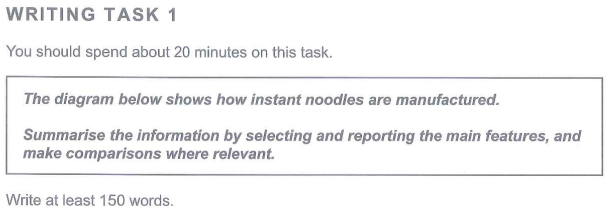 WRITING TASK 1
You should spend about 20 minutes on this task.
The diagram below shows how instant noodles are manufactured.
Summarise the information by selecting and reporting the main features, and
make comparisons where relevant.
Write at least 150 words.